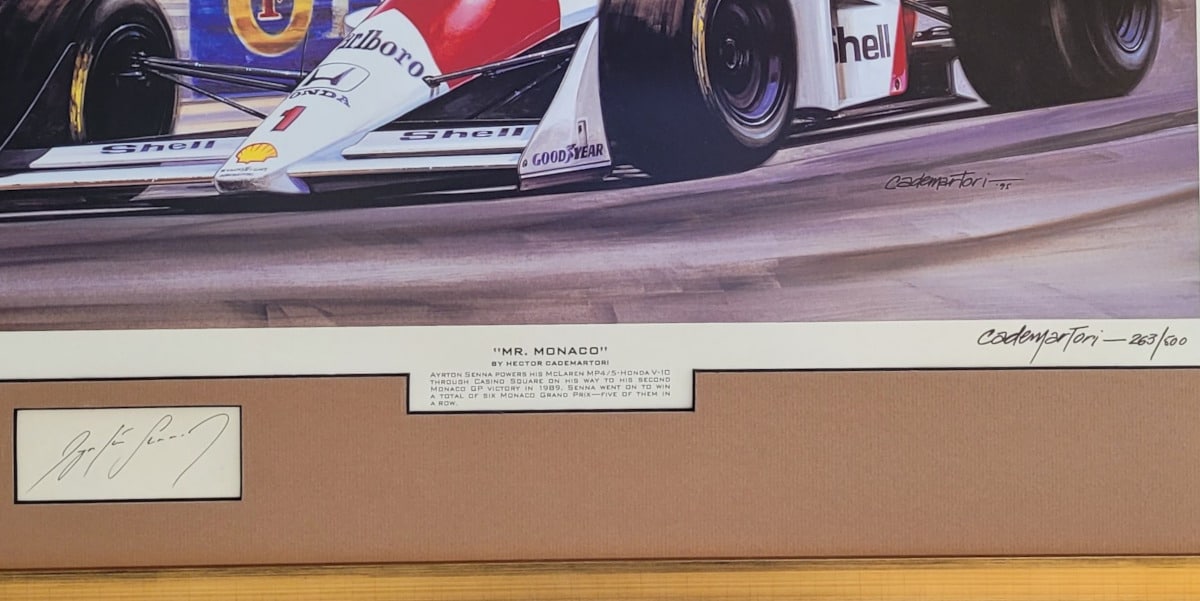 Marlboro
HONDA
1
Shell
Shell
GOODYEAR
Shell
Cademartori '95
Cademartori — 263/500
"MR. MONACO"
BY HECTOR CADEMARTORI
AYRTON SENNA POWERS HIS MCLAREN MP4/5-HONDA V-10
THROUGH CASINO SQUARE ON HIS WAY TO HIS SECOND
MONACO GP VICTORY IN 1989. SENNA WENT ON TO WIN
A TOTAL OF SIX MONACO GRAND PRIX—FIVE OF THEM IN
A ROW.
Ayrton Senna